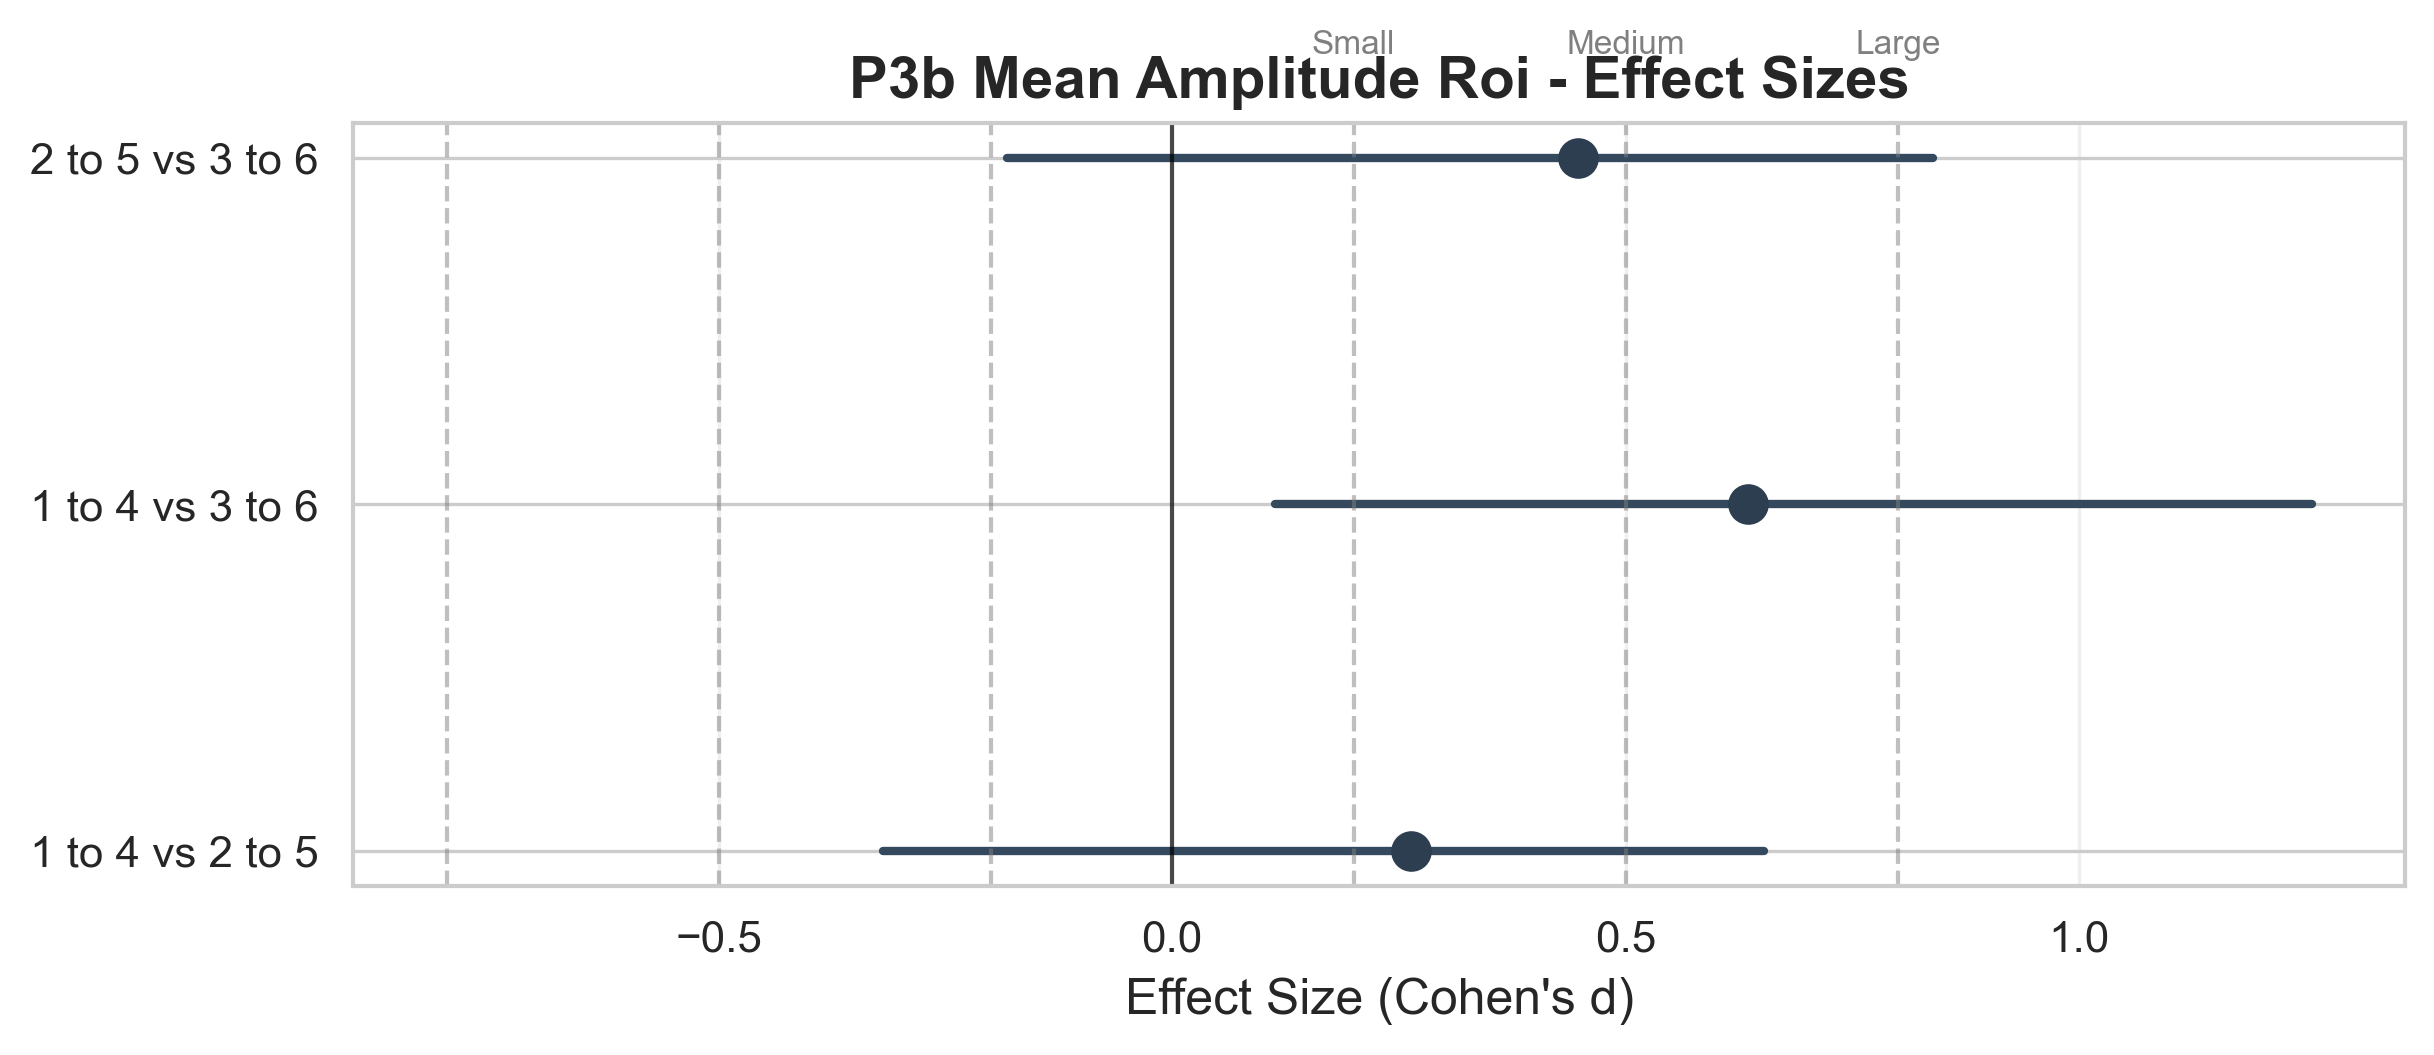 Small Medium Large
P3b Mean Amplitude Roi - Effect Sizes
2 to 5 vs 3 to 6
1 to 4 vs 3 to 6
1 to 4 vs 2 to 5
−0.5 0.0 0.5 1.0
Effect Size (Cohen's d)